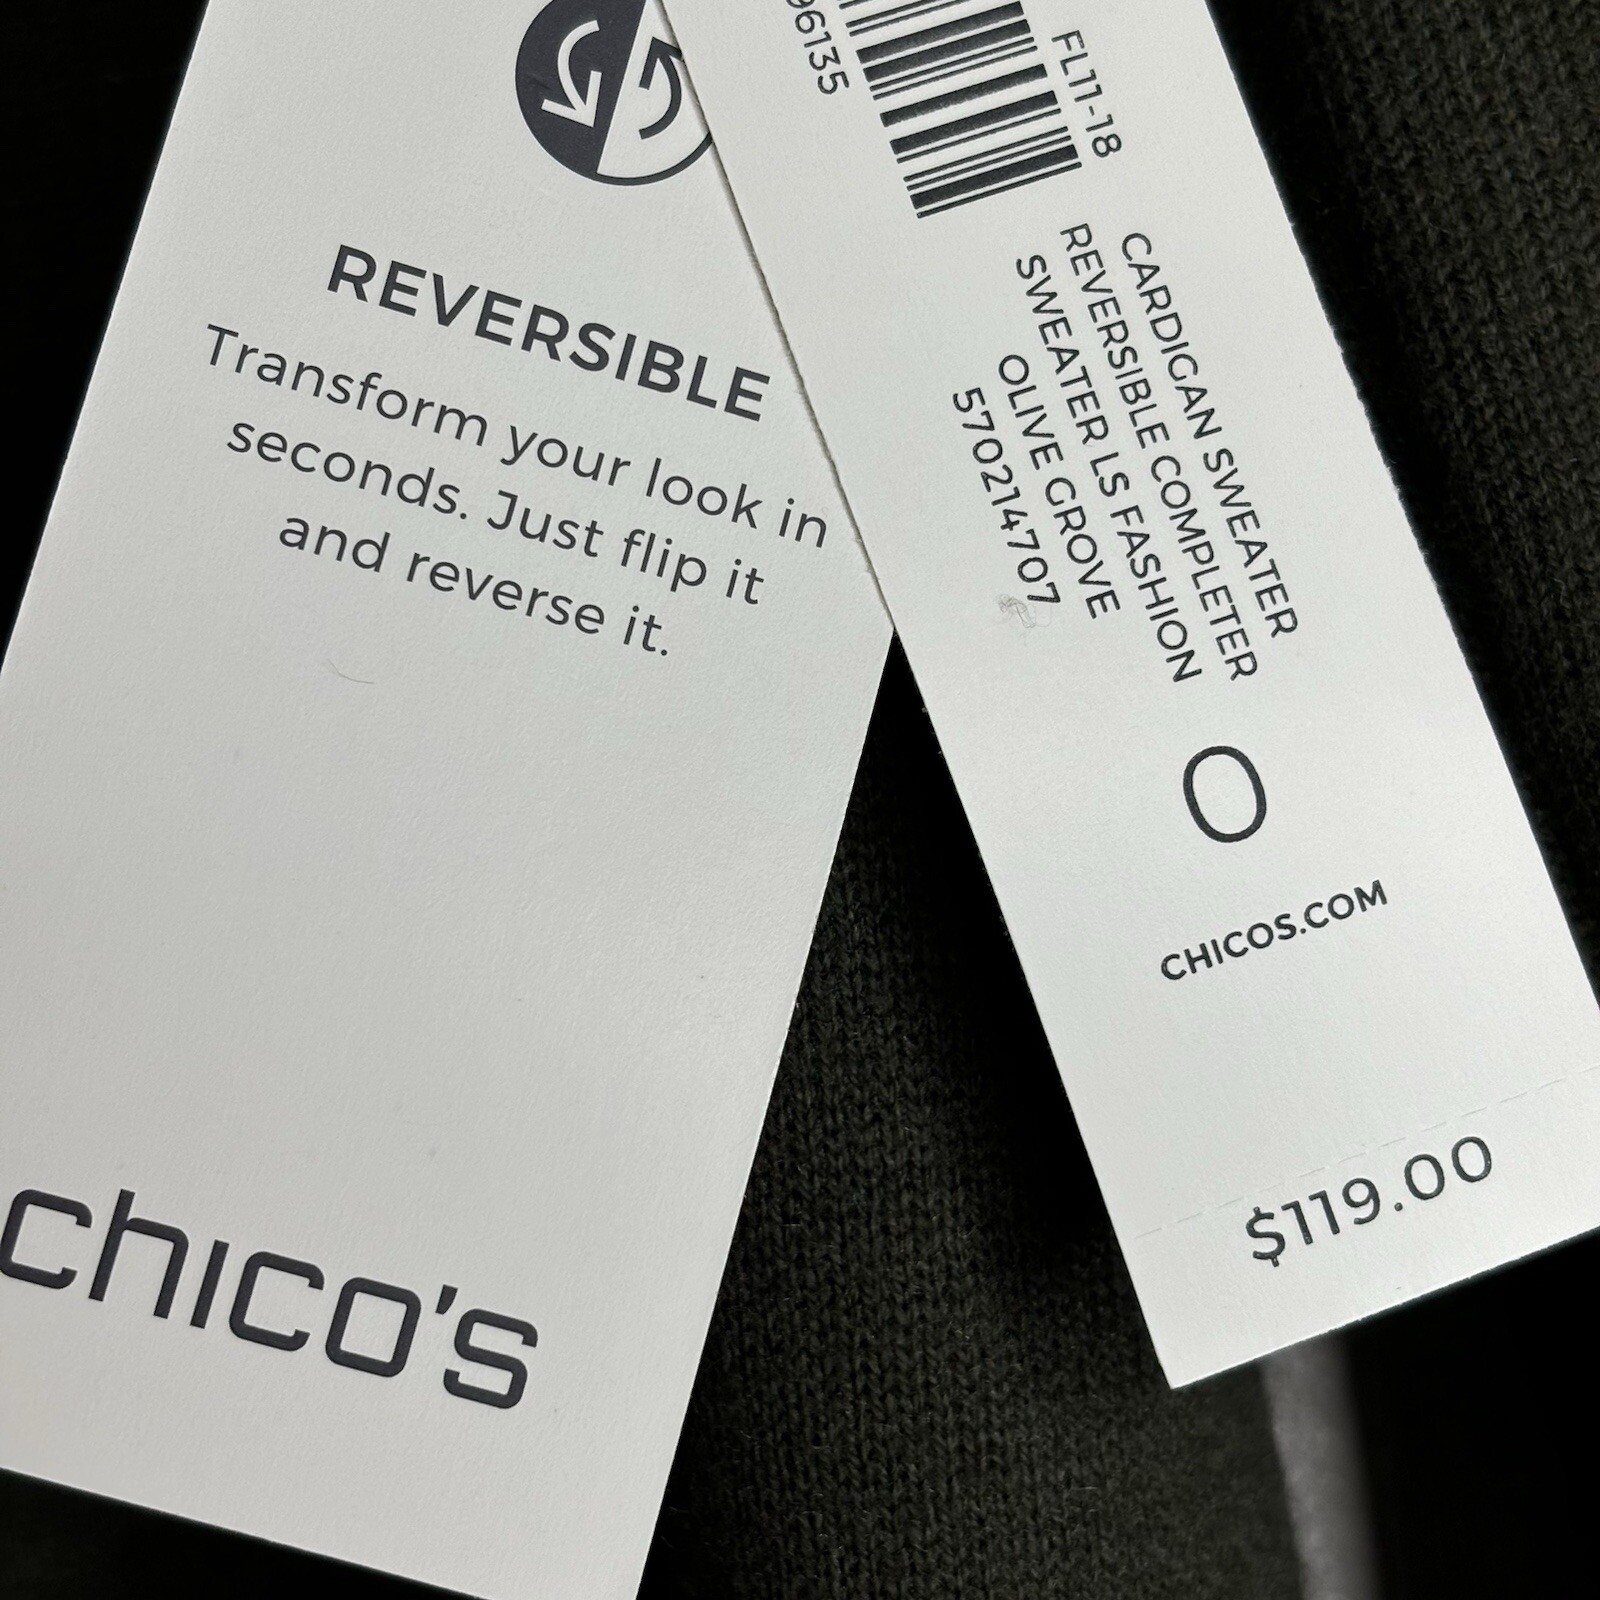 REVERSIBLE
Transform your look in
seconds. Just flip it
and reverse it.
chico's
96135
FL11-18
CARDIGAN SWEATER
REVERSIBLE COMPLETER
SWEATER LS FASHION
OLIVE GROVE
570214707
0
CHICOS.COM
$119.00